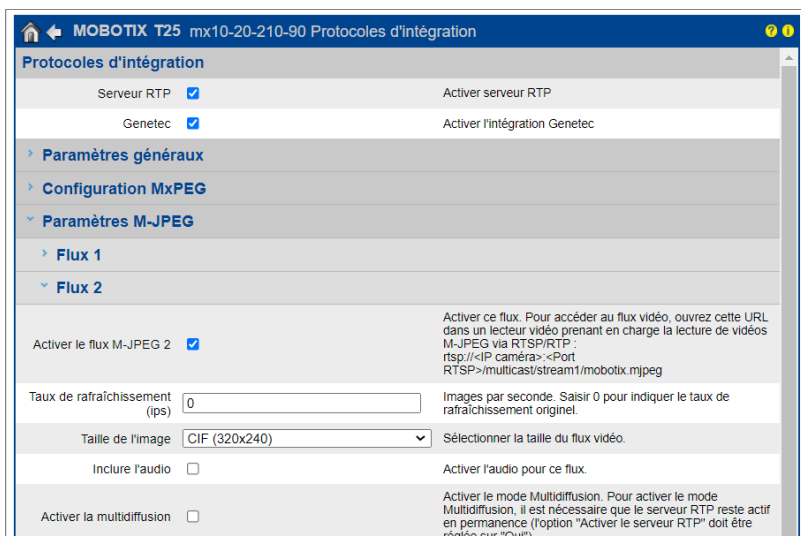 MOBOTIX T25 mx10-20-210-90 Protocoles d'intégration
Protocoles d'intégration
Serveur RTP Activer serveur RTP
Genetec Activer l'intégration Genetec
Paramètres généraux
Configuration MxPEG
Paramètres M-JPEG
Flux 1
Flux 2
Activer le flux M-JPEG 2
Activer ce flux. Pour accéder au flux vidéo, ouvrez cette URL
dans un lecteur vidéo prenant en charge la lecture de vidéos
M-JPEG via RTSP/RTP :
rtsp://<IP caméra>:<Port
RTSP>/multicast/stream1/mobotix.mjpeg
Taux de rafraîchissement
(ips)
0
Images par seconde. Saisir 0 pour indiquer le taux de
rafraîchissement originel.
Taille de l'image CIF (320x240) Sélectionner la taille du flux vidéo.
Inclure l'audio Activer l'audio pour ce flux.
Activer la multidiffusion
Activer le mode Multidiffusion. Pour activer le mode
Multidiffusion, il est nécessaire que le serveur RTP reste actif
en permanence (l'option "Activer le serveur RTP" doit être
réglée sur "Oui")